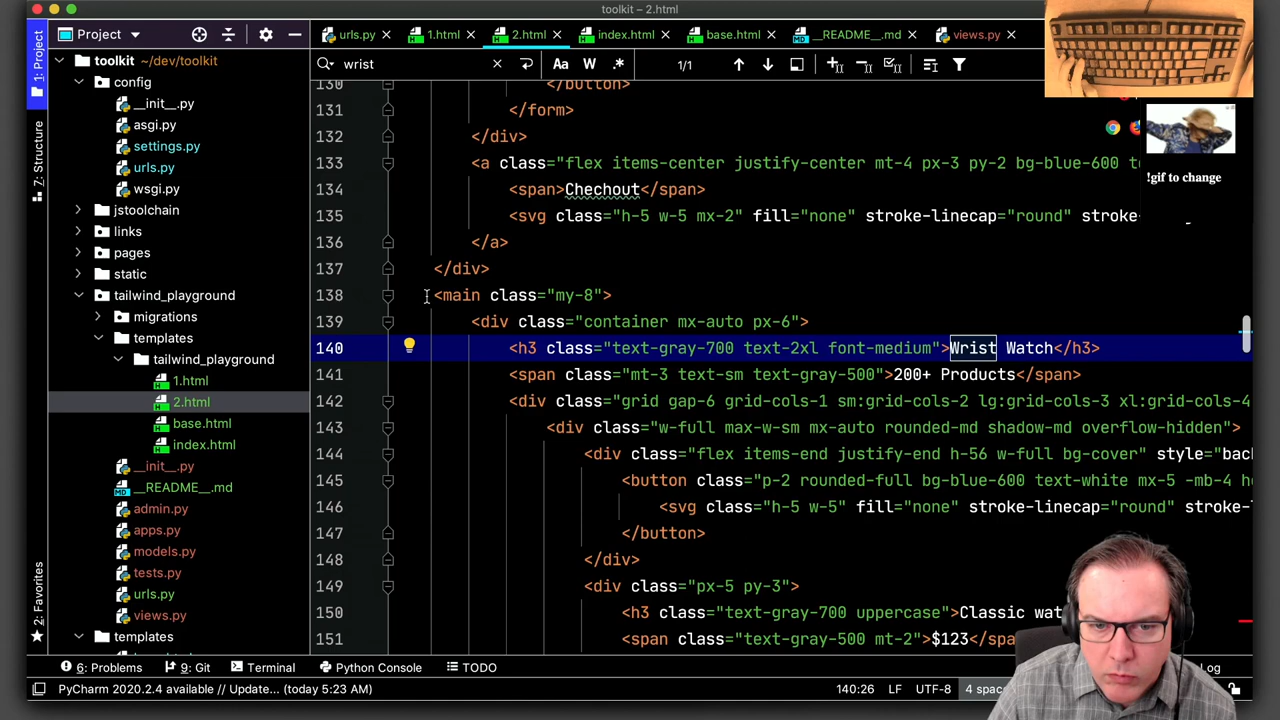 toolkit – 2.html
Project
urls.py
1.html
2.html
index.html
base.html
__README__.md
views.py
wrist
Aa
W
.*
1/1
1: Project
7: Structure
2: Favorites
toolkit ~/dev/toolkit
config
__init__.py
asgi.py
settings.py
urls.py
wsgi.py
jstoolchain
links
pages
static
tailwind_playground
migrations
templates
tailwind_playground
1.html
2.html
base.html
index.html
__init__.py
__README__.md
admin.py
apps.py
models.py
tests.py
urls.py
views.py
templates
130 </button>
131 </form>
132 </div>
133 <a class="flex items-center justify-center mt-4 px-3 py-2 bg-blue-600
134 <span>Chechout</span>
135 <svg class="h-5 w-5 mx-2" fill="none" stroke-linecap="round" stroke-
136 </a>
137 </div>
138 <main class="my-8">
139 <div class="container mx-auto px-6">
140 <h3 class="text-gray-700 text-2xl font-medium">Wrist Watch</h3>
141 <span class="mt-3 text-sm text-gray-500">200+ Products</span>
142 <div class="grid gap-6 grid-cols-1 sm:grid-cols-2 lg:grid-cols-3 xl:grid-cols-4
143 <div class="w-full max-w-sm mx-auto rounded-md shadow-md overflow-hidden">
144 <div class="flex items-end justify-end h-56 w-full bg-cover" style="bac
145 <button class="p-2 rounded-full bg-blue-600 text-white mx-5 -mb-4 h
146 <svg class="h-5 w-5" fill="none" stroke-linecap="round" stroke-l
147 </button>
148 </div>
149 <div class="px-5 py-3">
150 <h3 class="text-gray-700 uppercase">Classic wat
151 <span class="text-gray-500 mt-2">$123</spa
!gif to change
6: Problems
9: Git
Terminal
Python Console
TODO
Log
PyCharm 2020.2.4 available // Update... (today 5:23 AM)
140:26
LF
UTF-8
4 spac